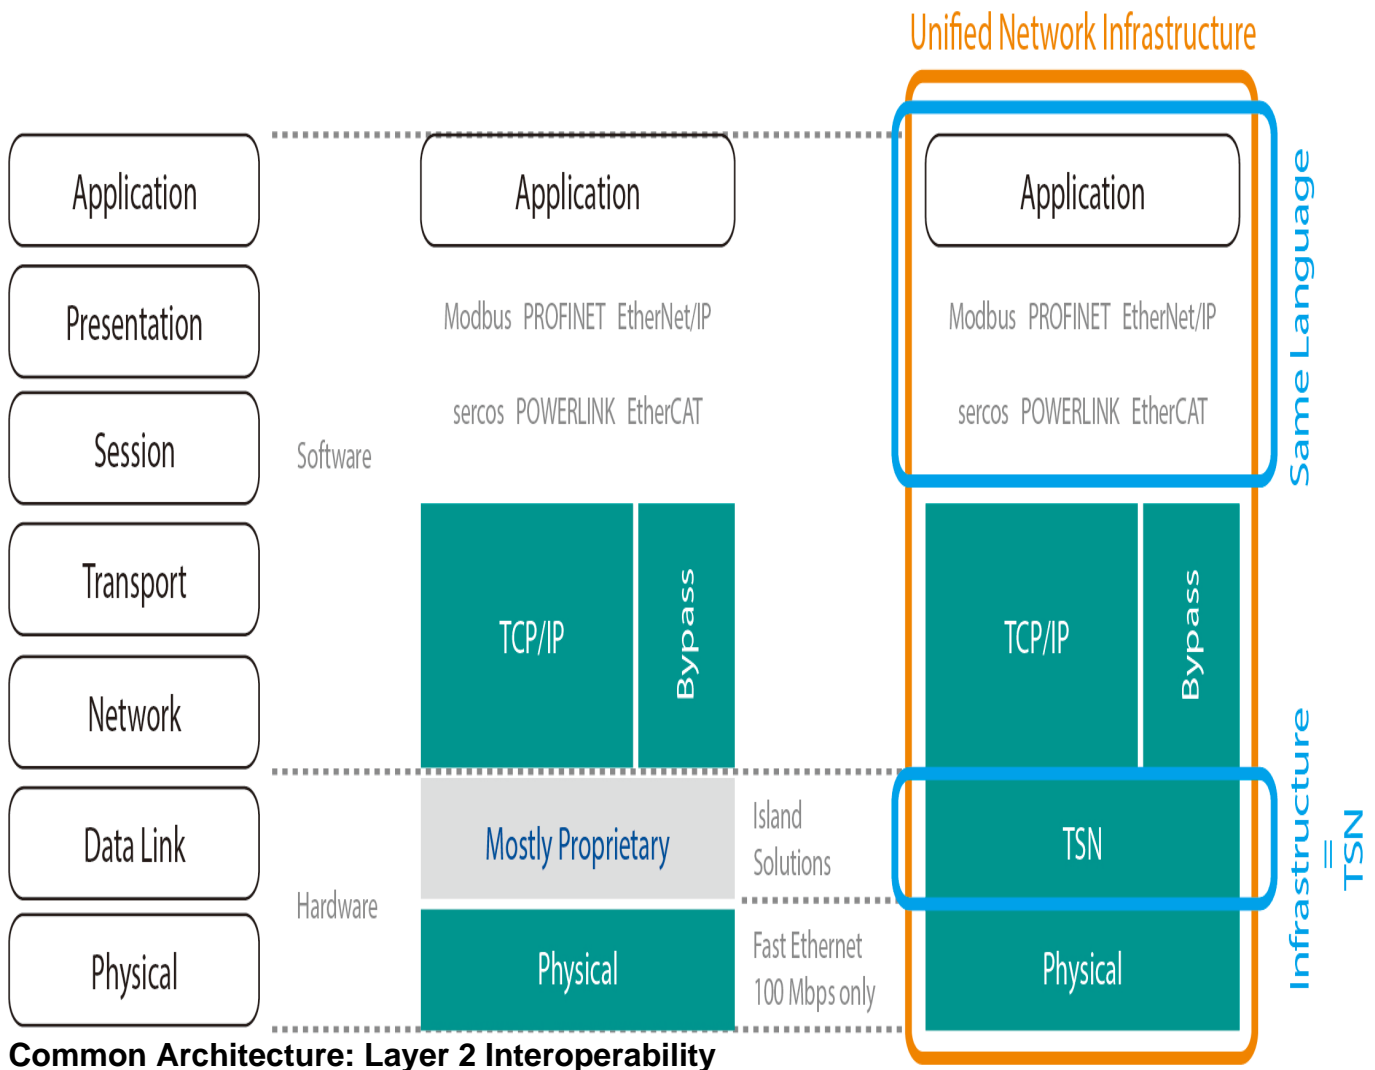 Unified Network Infrastructure
Application
Application
Application
Presentation
Modbus PROFINET EtherNet/IP
Modbus PROFINET EtherNet/IP
Same Language
Session
sercos POWERLINK EtherCAT
sercos POWERLINK EtherCAT
Software
Transport
TCP/IP
Bypass
TCP/IP
Bypass
Network
Data Link
Mostly Proprietary
Island
Solutions
TSN
Infrastructure
=
TSN
Hardware
Physical
Physical
Fast Ethernet
100 Mbps only
Physical
Common Architecture: Layer 2 Interoperability